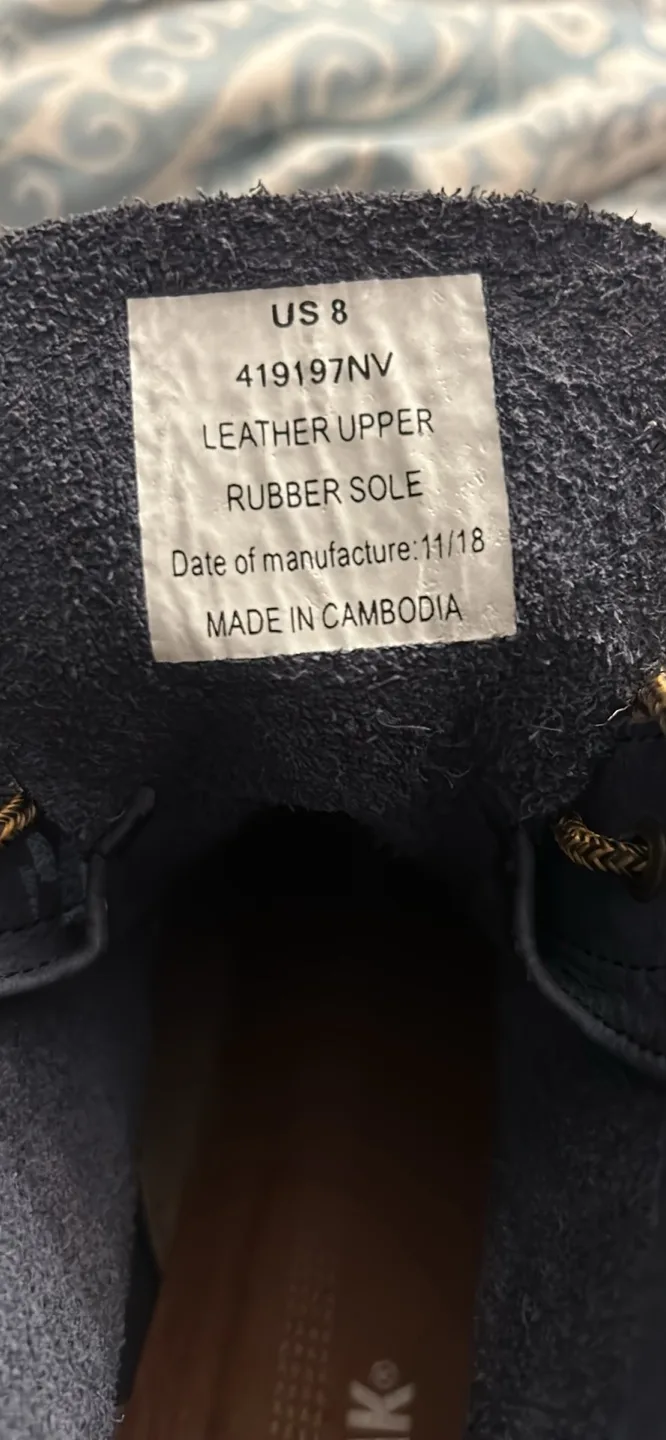 US 8
419197NV
LEATHER UPPER
RUBBER SOLE
Date of manufacture:11/18
MADE IN CAMBODIA
K®